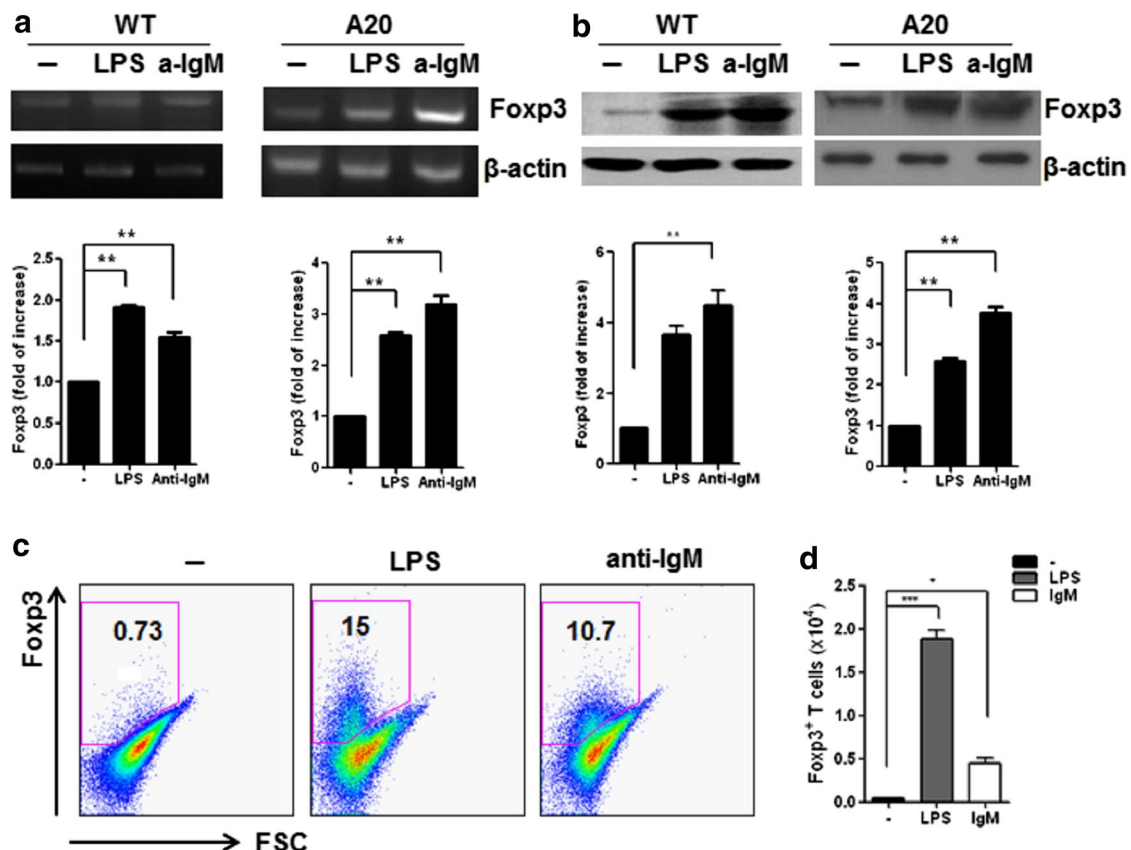 a
WT
A20
– LPS a-IgM
– LPS a-IgM
Foxp3
β-actin
Foxp3 (fold of increase)
2.5
2.0
1.5
1.0
0.5
0.0
**
**
- LPS Anti-IgM
Foxp3 (fold of increase)
4
3
2
1
0
**
**
- LPS Anti-IgM
b
WT
A20
– LPS a-IgM
– LPS a-IgM
Foxp3
β-actin
Foxp3 (fold of increase)
6
4
2
0
**
- LPS Anti-IgM
Foxp3 (fold of increase)
5
4
3
2
1
0
**
**
- LPS Anti-IgM
c
– LPS anti-IgM
Foxp3
0.73
15
10.7
FSC
d
-
LPS
IgM
Foxp3+ T cells (x10^4)
2.5
2.0
1.5
1.0
0.5
0.0
*
***
- LPS IgM